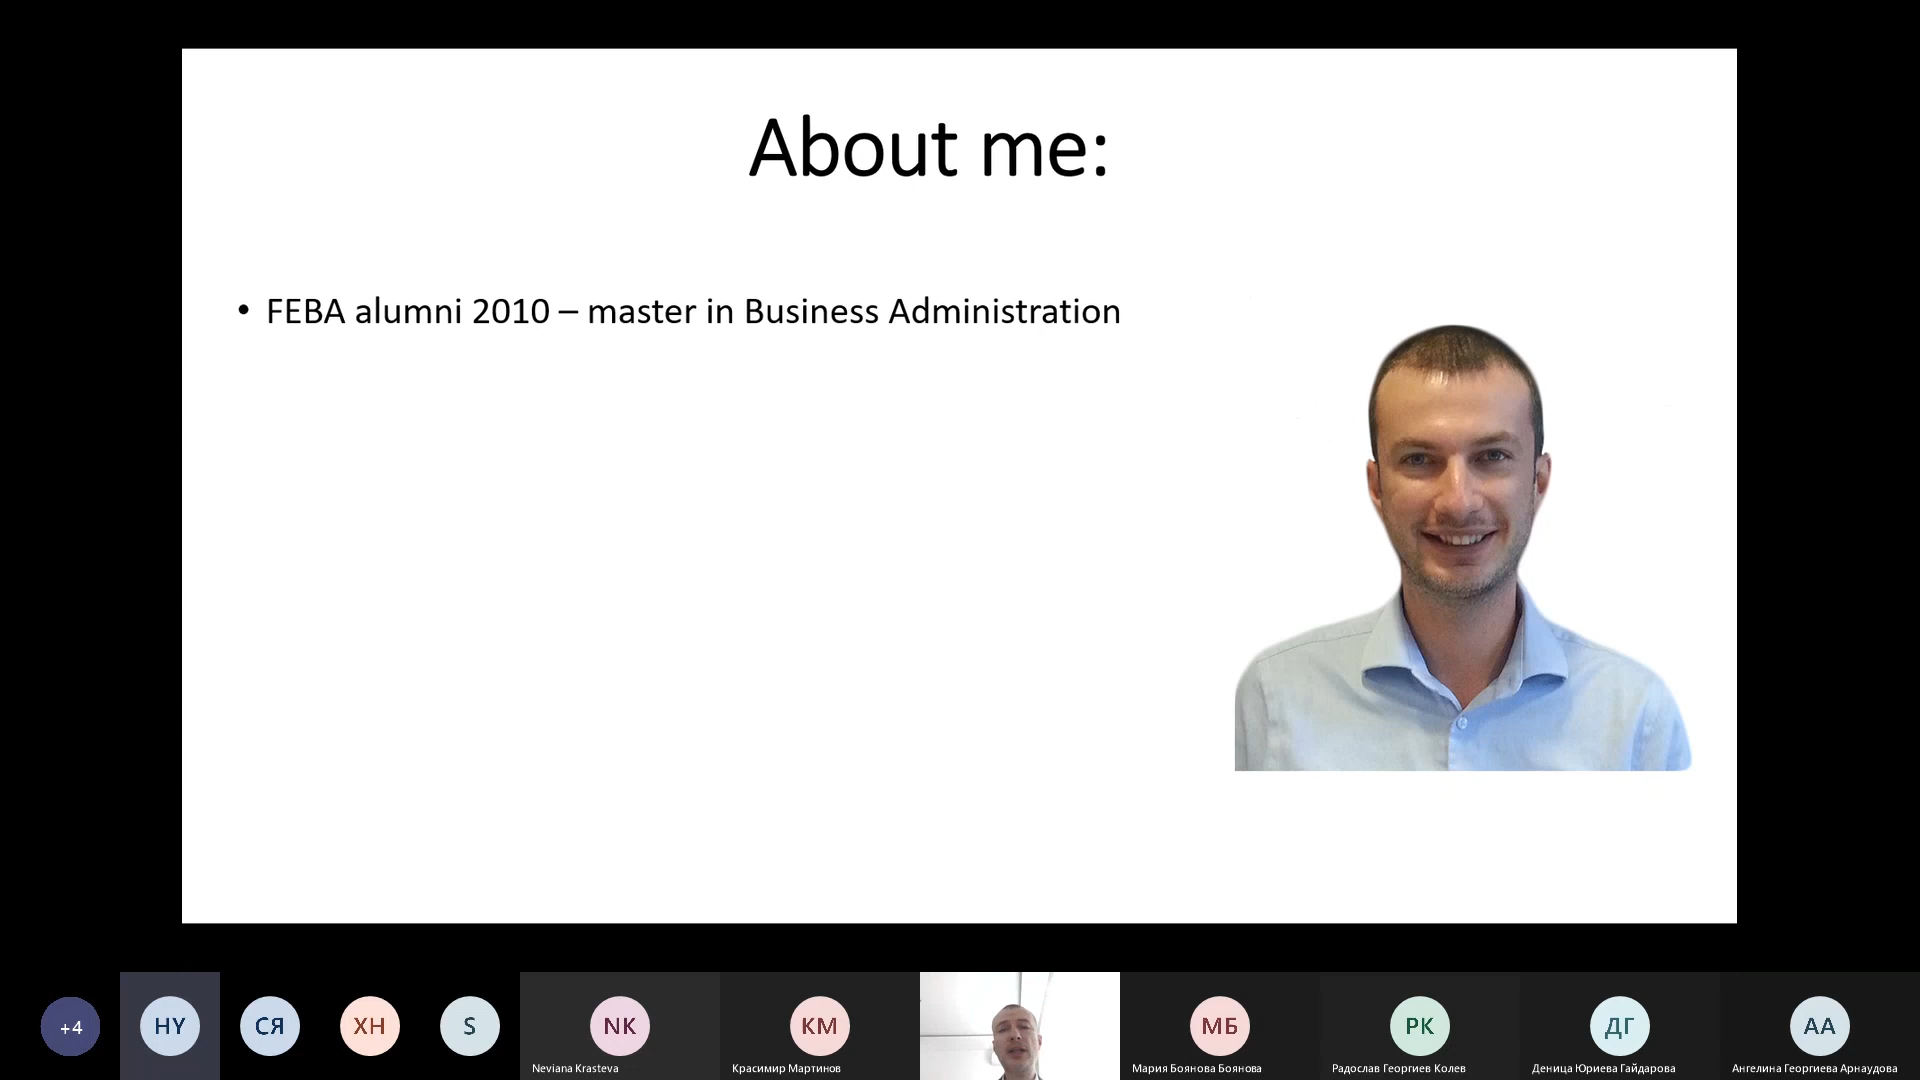 About me:
• FEBA alumni 2010 – master in Business Administration
+4
HY
СЯ
ХН
S
NK
Neviana Krasteva
КМ
Красимир Мартинов
МБ
Мария Боянова Боянова
РК
Радослав Георгиев Колев
ДГ
Деница Юриева Гайдарова
АА
Ангелина Георгиева Арнаудова